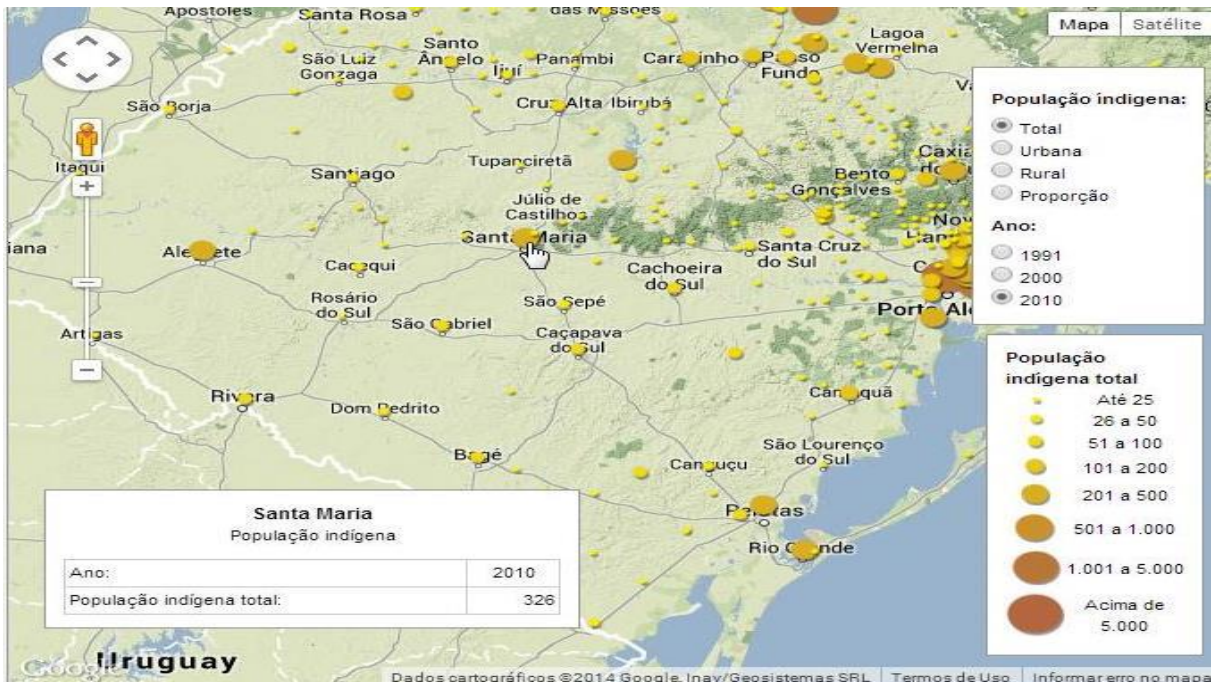 Apóstoles
Santa Rosa
das Missões
Lagoa
Vermelha
Mapa
Satélite
Santo
Ângelo
São Luiz
Gonzaga
Ijuí
Panambi
Carazinho
Passo
Fundo
São Borja
Cruz Alta
Ibirubá
Itaqui
Santiago
Tupanciretã
Júlio de
Castilhos
Bento
Gonçalves
Santa Maria
Alegrete
Cacequi
Cachoeira
do Sul
Santa Cruz
do Sul
Rosário
do Sul
São Gabriel
São Sepé
Caçapava
do Sul
Artigas
Rivera
Dom Pedrito
Bagé
Camaquã
São Lourenço
do Sul
Canguçu
Pelotas
Rio Grande
População indígena:
Total
Urbana
Rural
Proporção
Ano:
1991
2000
2010
População
indígena total
Até 25
26 a 50
51 a 100
101 a 200
201 a 500
501 a 1.000
1.001 a 5.000
Acima de
5.000
Santa Maria
População indígena
Ano: 2010
População indígena total: 326
Google
Uruguay
Dados cartográficos ©2014 Google, Inav/Geosistemas SRL
Termos de Uso
Informar erro no mapa